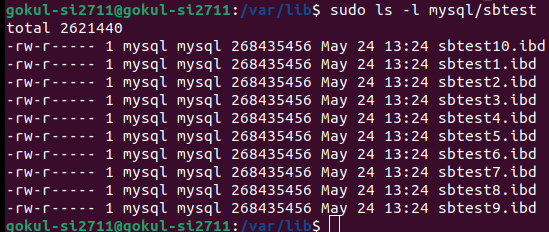 gokul-si2711@gokul-si2711:/var/lib$ sudo ls -l mysql/sbtest
total 2621440
-rw-r----- 1 mysql mysql 268435456 May 24 13:24 sbtest10.ibd
-rw-r----- 1 mysql mysql 268435456 May 24 13:24 sbtest1.ibd
-rw-r----- 1 mysql mysql 268435456 May 24 13:24 sbtest2.ibd
-rw-r----- 1 mysql mysql 268435456 May 24 13:24 sbtest3.ibd
-rw-r----- 1 mysql mysql 268435456 May 24 13:24 sbtest4.ibd
-rw-r----- 1 mysql mysql 268435456 May 24 13:24 sbtest5.ibd
-rw-r----- 1 mysql mysql 268435456 May 24 13:24 sbtest6.ibd
-rw-r----- 1 mysql mysql 268435456 May 24 13:24 sbtest7.ibd
-rw-r----- 1 mysql mysql 268435456 May 24 13:24 sbtest8.ibd
-rw-r----- 1 mysql mysql 268435456 May 24 13:24 sbtest9.ibd
gokul-si2711@gokul-si2711:/var/lib$